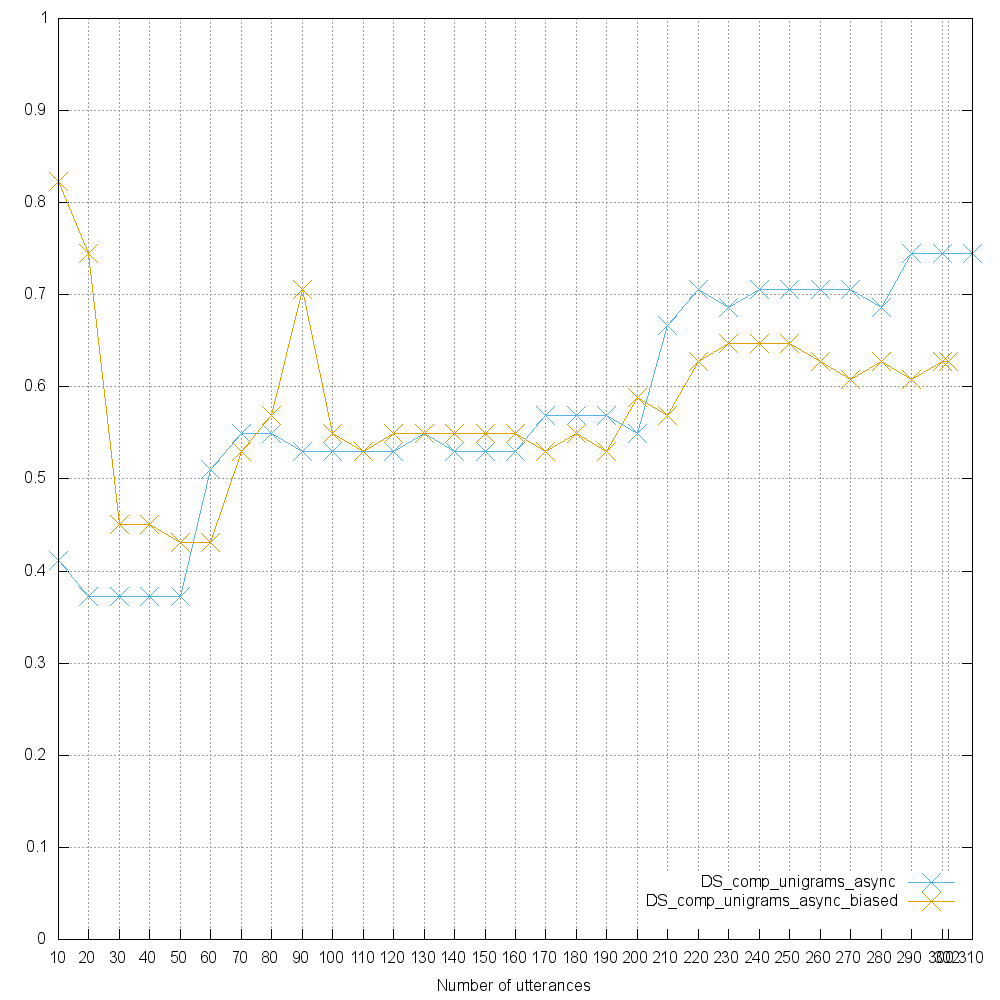 1
0.9
0.8
0.7
0.6
0.5
0.4
0.3
0.2
0.1
0
DS_comp_unigrams_async
DS_comp_unigrams_async_biased
10 20 30 40 50 60 70 80 90 100 110 120 130 140 150 160 170 180 190 200 210 220 230 240 250 260 270 280 290 300 302 310
Number of utterances